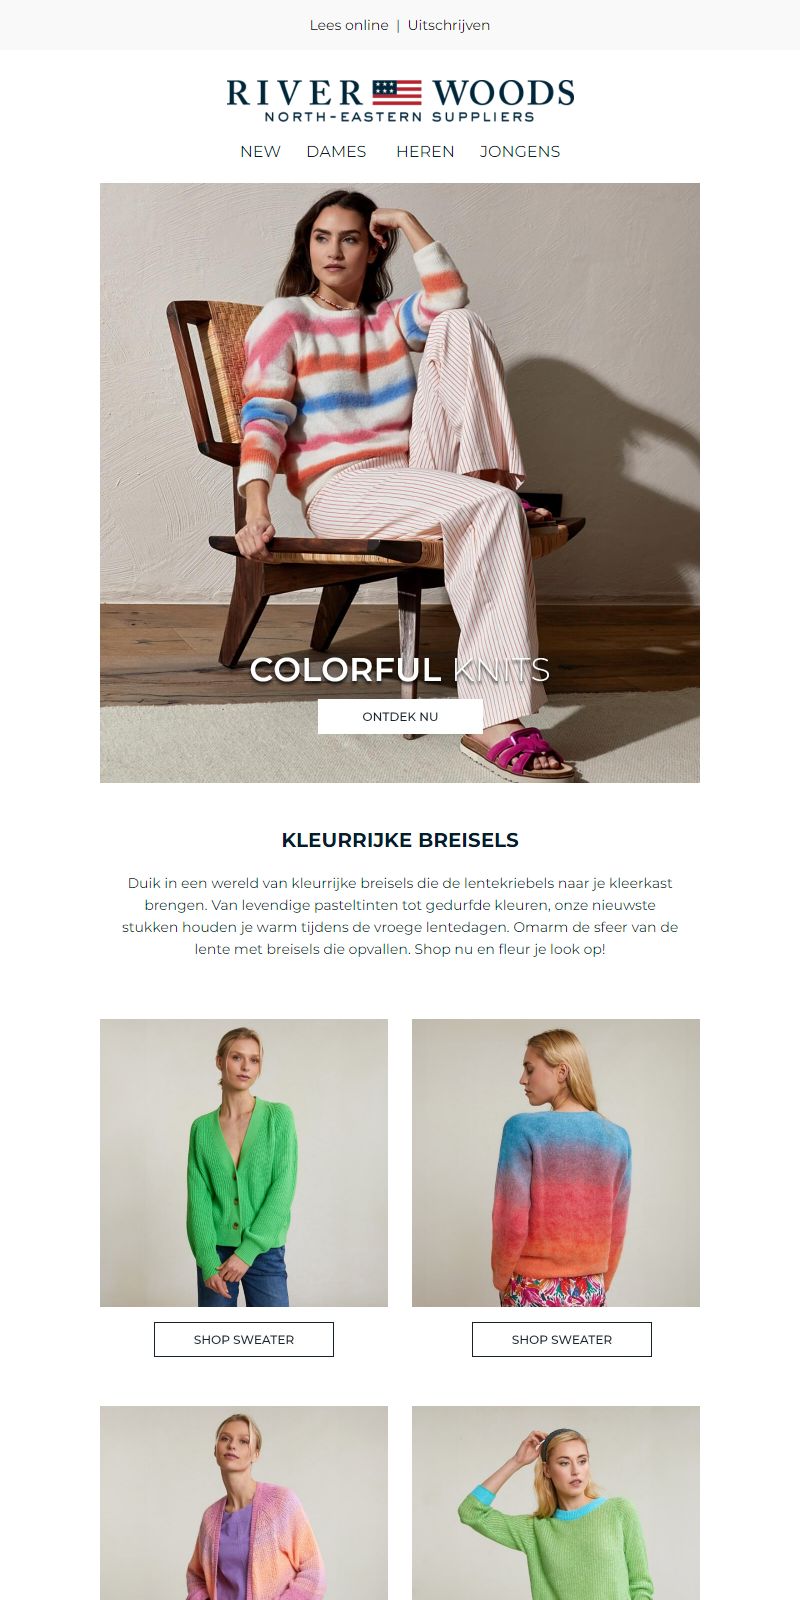 Lees online | Uitschrijven
RIVER WOODS
NORTH-EASTERN SUPPLIERS
NEW DAMES HEREN JONGENS
COLORFUL KNITS
ONTDEK NU
KLEURRIJKE BREISELS
Duik in een wereld van kleurrijke breisels die de lentekriebels naar je kleerkast
brengen. Van levendige pasteltinten tot gedurfde kleuren, onze nieuwste
stukken houden je warm tijdens de vroege lentedagen. Omarm de sfeer van de
lente met breisels die opvallen. Shop nu en fleur je look op!
SHOP SWEATER
SHOP SWEATER